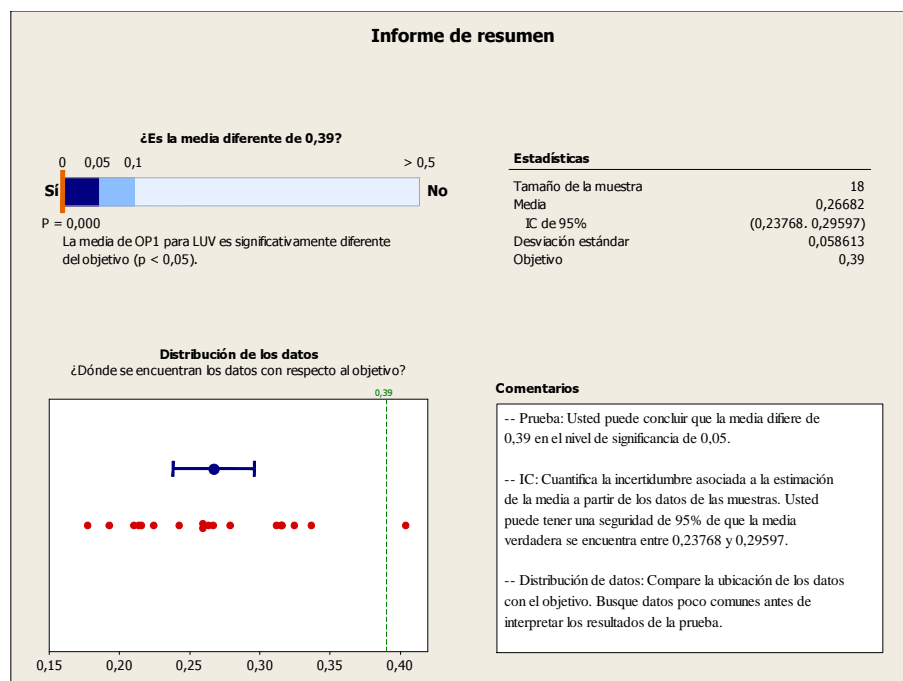 Informe de resumen
¿Es la media diferente de 0,39?
0 0,05 0,1 > 0,5
Sí No
P = 0,000
La media de OP1 para LUV es significativamente diferente
del objetivo (p < 0,05).
Estadísticas
Tamaño de la muestra 18
Media 0,26682
IC de 95% (0,23768. 0,29597)
Desviación estándar 0,058613
Objetivo 0,39
Distribución de los datos
¿Dónde se encuentran los datos con respecto al objetivo?
0,39
0,15 0,20 0,25 0,30 0,35 0,40
Comentarios
-- Prueba: Usted puede concluir que la media difiere de
0,39 en el nivel de significancia de 0,05.
-- IC: Cuantifica la incertidumbre asociada a la estimación
de la media a partir de los datos de las muestras. Usted
puede tener una seguridad de 95% de que la media
verdadera se encuentra entre 0,23768 y 0,29597.
-- Distribución de datos: Compare la ubicación de los datos
con el objetivo. Busque datos poco comunes antes de
interpretar los resultados de la prueba.